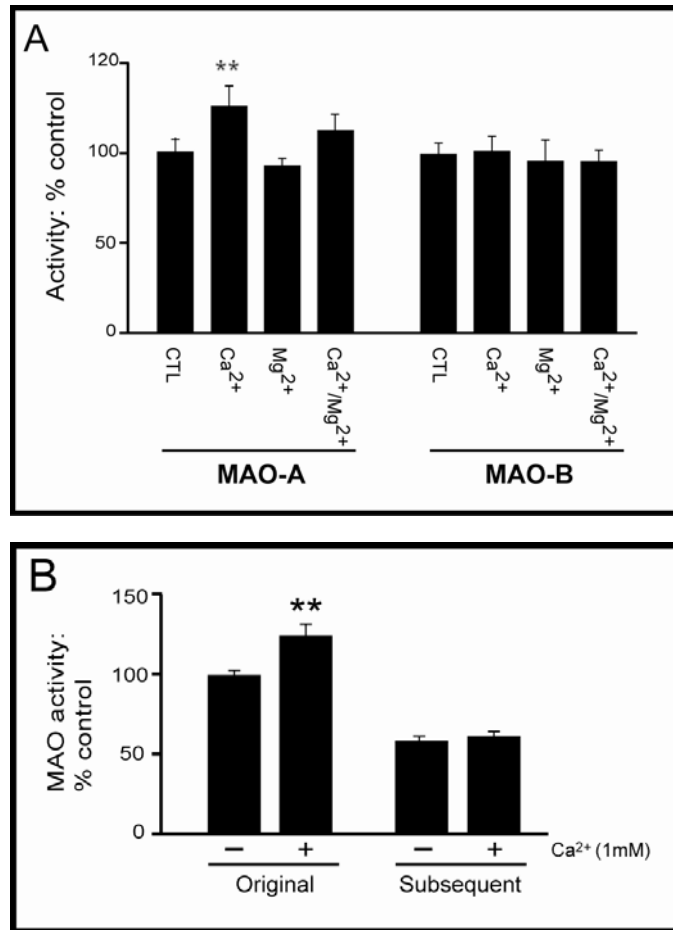 A
Activity: % control
120
100
50
0
**
CTL
Ca²⁺
Mg²⁺
Ca²⁺/Mg²⁺
CTL
Ca²⁺
Mg²⁺
Ca²⁺/Mg²⁺
MAO-A
MAO-B
B
MAO activity:
% control
150
100
50
0
**
− + − + Ca²⁺ (1mM)
Original Subsequent